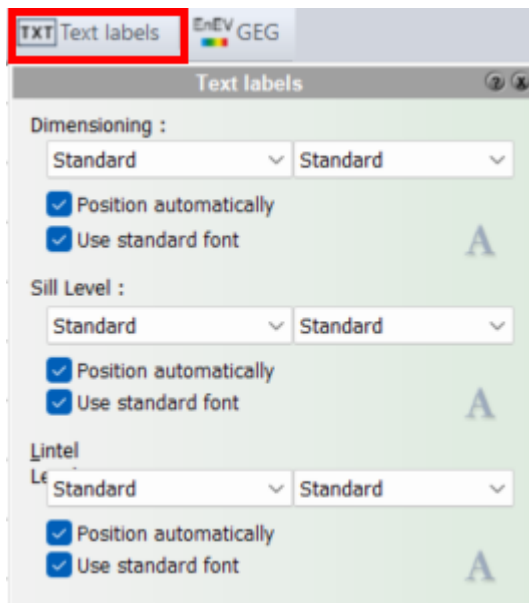 TXT Text labels EnEV GEG
Text labels
Dimensioning :
Standard Standard
Position automatically
Use standard font
A
Sill Level :
Standard Standard
Position automatically
Use standard font
A
Lintel
Standard Standard
Position automatically
Use standard font
A